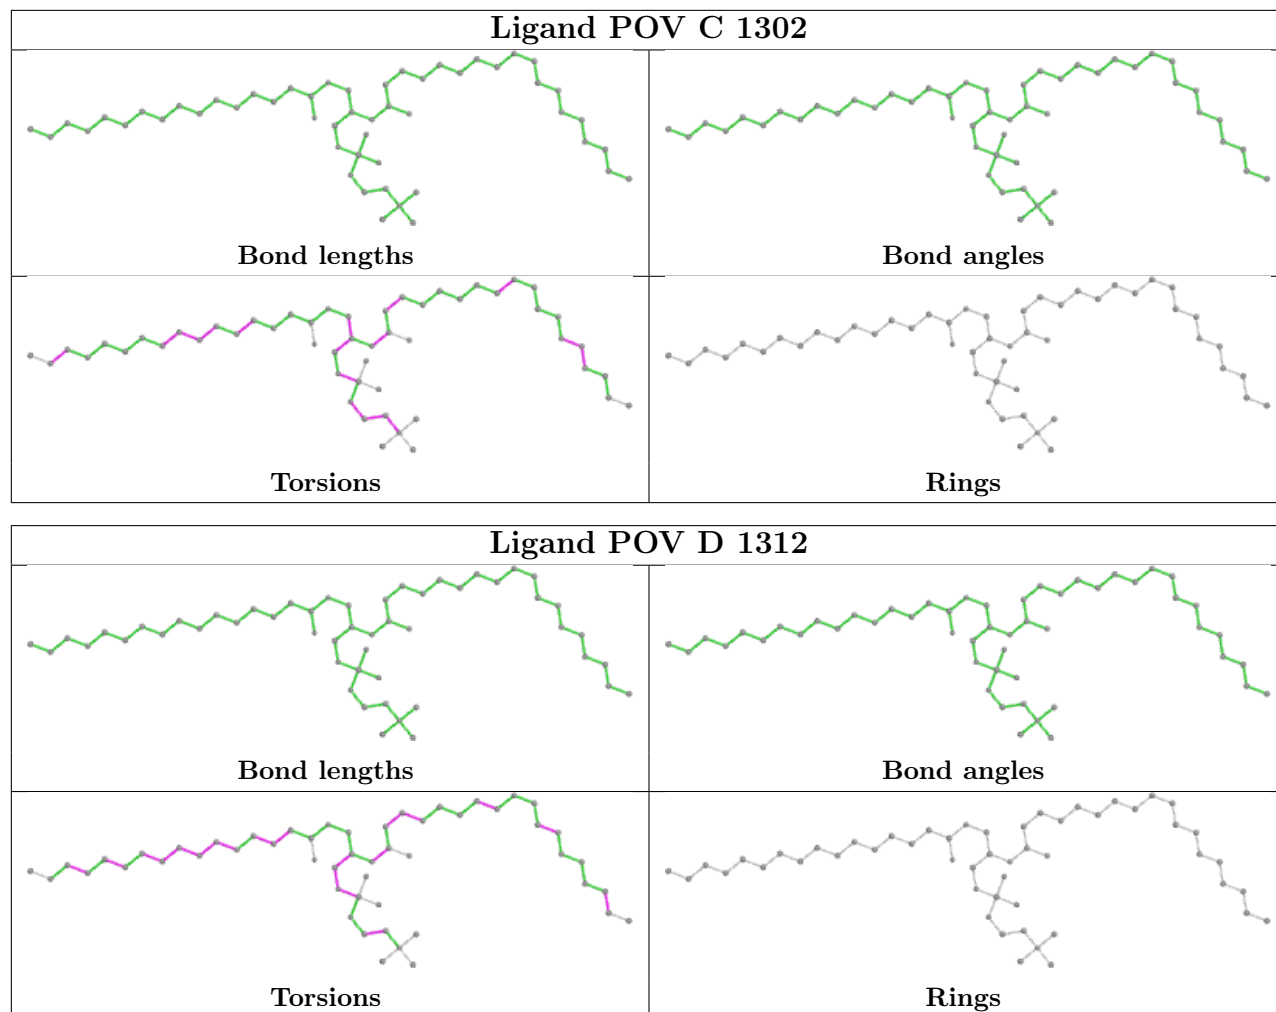 Ligand POV C 1302
Bond lengths
Bond angles
Torsions
Rings
Ligand POV D 1312
Bond lengths
Bond angles
Torsions
Rings